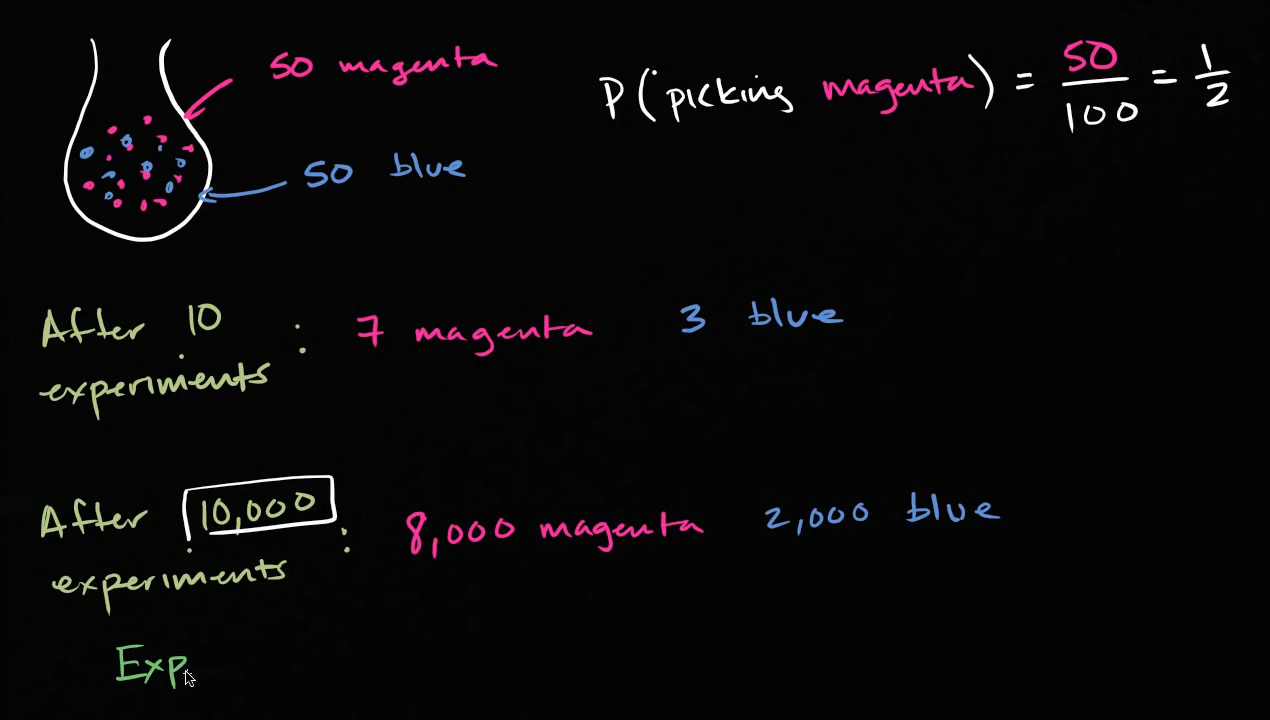 50 magenta
50 blue
P(picking magenta) = 50/100 = 1/2
After 10 experiments : 7 magenta 3 blue
After 10,000 experiments : 8,000 magenta 2,000 blue
Exp